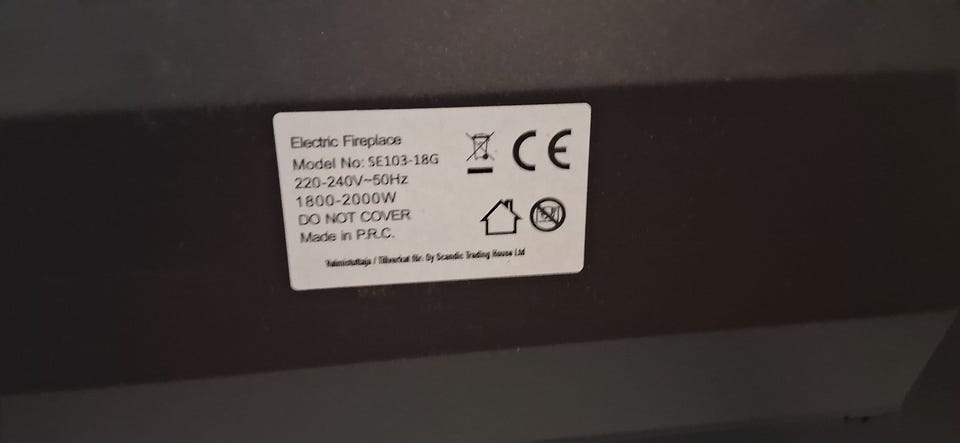 Electric Fireplace
Model No: SE103-18G
220-240V~50Hz
1800-2000W
DO NOT COVER
Made in P.R.C.
CE
Valmistuttaja / Tillverkat för: Oy Scandic Trading House Ltd